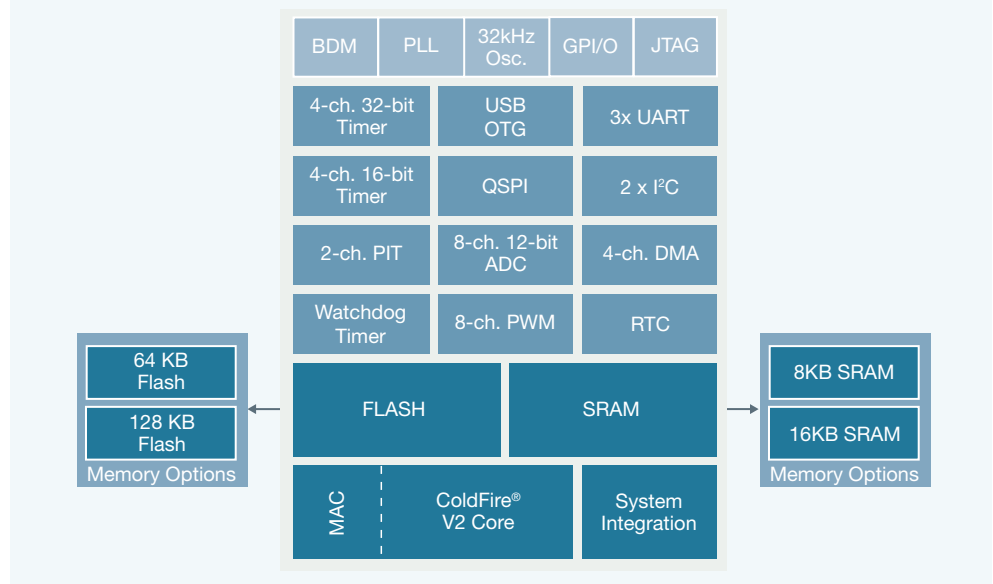 BDM
PLL
32kHz
Osc.
GPI/O
JTAG
4-ch. 32-bit
Timer
USB
OTG
3x UART
4-ch. 16-bit
Timer
QSPI
2 x I²C
2-ch. PIT
8-ch. 12-bit
ADC
4-ch. DMA
Watchdog
Timer
8-ch. PWM
RTC
64 KB
Flash
128 KB
Flash
Memory Options
FLASH
SRAM
8KB SRAM
16KB SRAM
Memory Options
MAC
ColdFire®
V2 Core
System
Integration